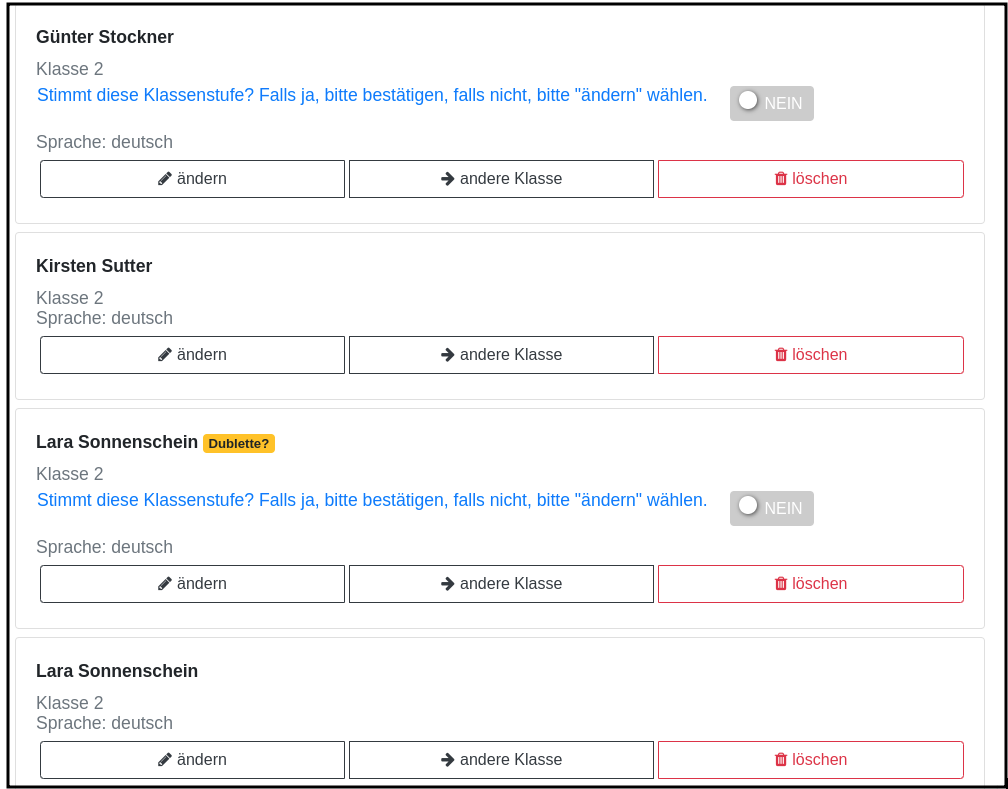 Günter Stockner
Klasse 2
Stimmt diese Klassenstufe? Falls ja, bitte bestätigen, falls nicht, bitte "ändern" wählen. NEIN
Sprache: deutsch
ändern andere Klasse löschen
Kirsten Sutter
Klasse 2
Sprache: deutsch
ändern andere Klasse löschen
Lara Sonnenschein Dublette?
Klasse 2
Stimmt diese Klassenstufe? Falls ja, bitte bestätigen, falls nicht, bitte "ändern" wählen. NEIN
Sprache: deutsch
ändern andere Klasse löschen
Lara Sonnenschein
Klasse 2
Sprache: deutsch
ändern andere Klasse löschen